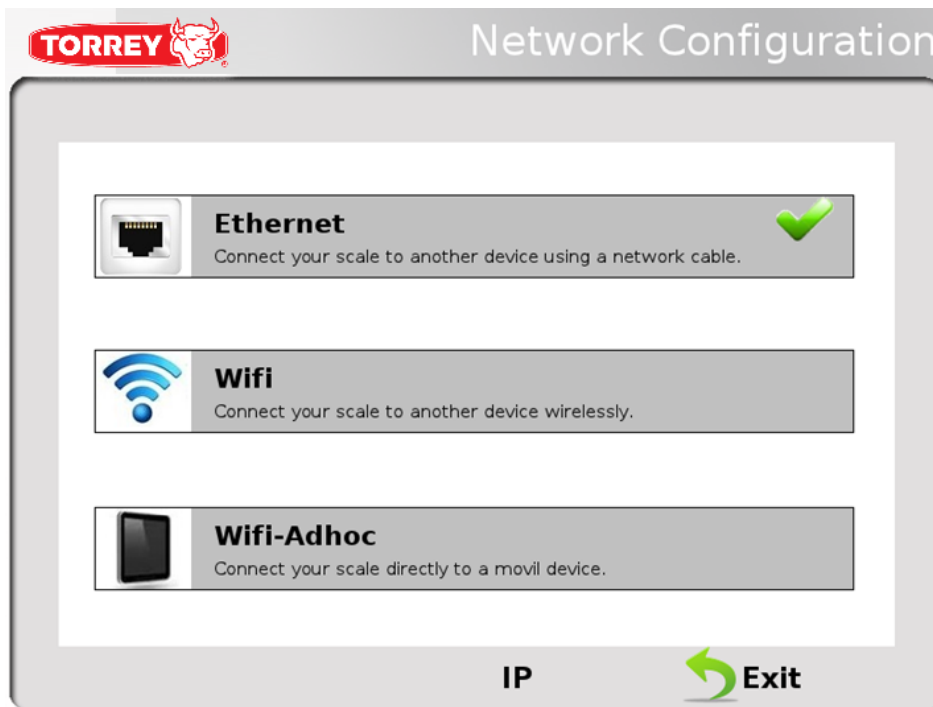 TORREY
Network Configuration
Ethernet
Connect your scale to another device using a network cable.
Wifi
Connect your scale to another device wirelessly.
Wifi-Adhoc
Connect your scale directly to a movil device.
IP
Exit